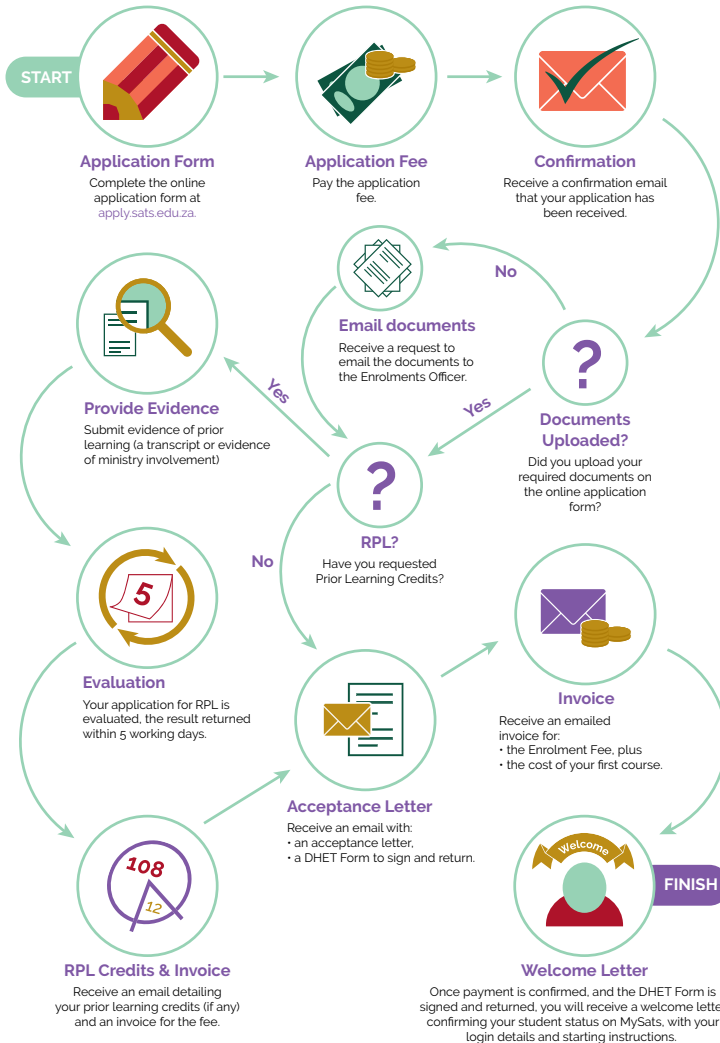 START
Application Form
Complete the online
application form at
apply.sats.edu.za.
Application Fee
Pay the application
fee.
Confirmation
Receive a confirmation email
that your application has
been received.
Documents
Uploaded?
Did you upload your
required documents on
the online application
form?
No
Email documents
Receive a request to
email the documents to
the Enrolments Officer.
Yes
RPL?
Have you requested
Prior Learning Credits?
Yes
Provide Evidence
Submit evidence of prior
learning (a transcript or evidence
of ministry involvement)
5
Evaluation
Your application for RPL is
evaluated, the result returned
within 5 working days.
108
12
RPL Credits & Invoice
Receive an email detailing
your prior learning credits (if any)
and an invoice for the fee.
No
Acceptance Letter
Receive an email with:
• an acceptance letter,
• a DHET Form to sign and return.
Invoice
Receive an emailed
invoice for:
• the Enrolment Fee, plus
• the cost of your first course.
Welcome
FINISH
Welcome Letter
Once payment is confirmed, and the DHET Form is
signed and returned, you will receive a welcome lette
confirming your student status on MySats, with your
login details and starting instructions.